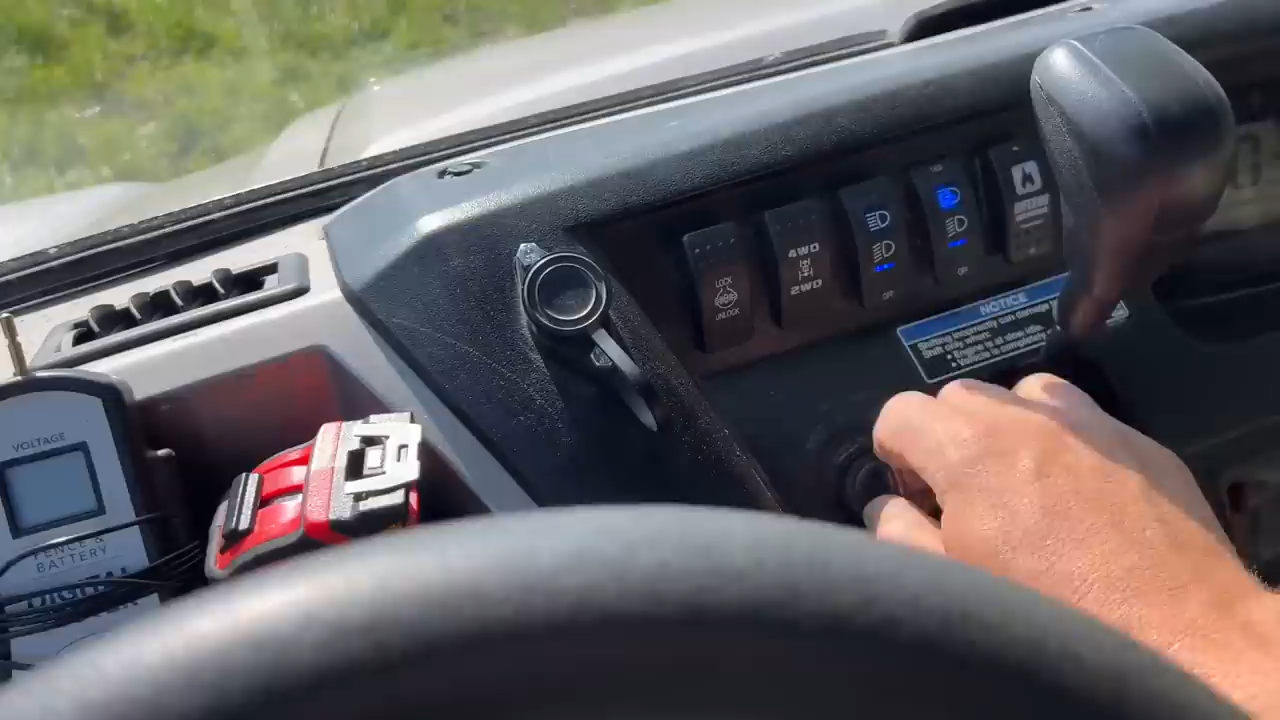 VOLTAGE
FENCE &
BATTERY
DIGITAL
LOCK
UNLOCK
4WD
2WD
OFF
OFF
NOTICE
Shifting incorrectly can damage
Shift only when:
• Engine is at slow idle.
• Vehicle is completely